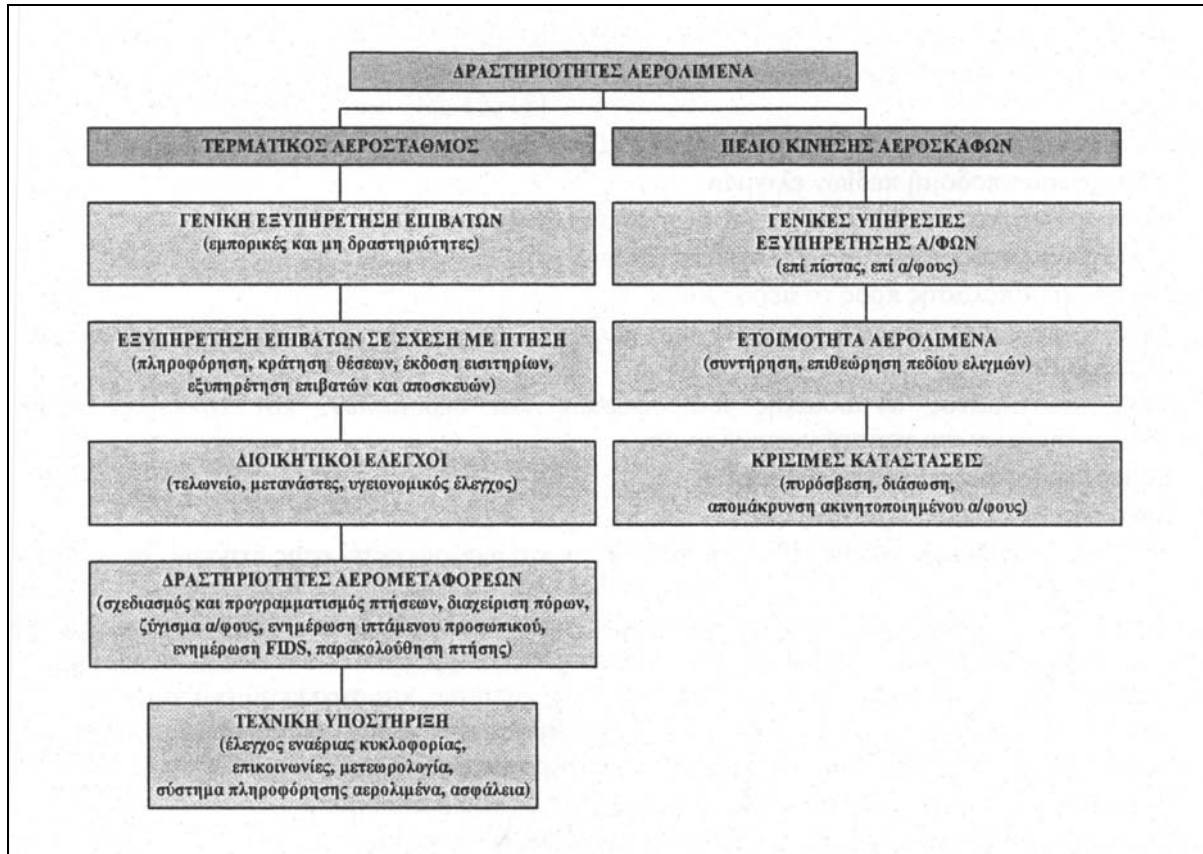 ΔΡΑΣΤΗΡΙΟΤΗΤΕΣ ΑΕΡΟΛΙΜΕΝΑ
ΤΕΡΜΑΤΙΚΟΣ ΑΕΡΟΣΤΑΘΜΟΣ
ΓΕΝΙΚΗ ΕΞΥΠΗΡΕΤΗΣΗ ΕΠΙΒΑΤΩΝ
(εμπορικές και μη δραστηριότητες)
ΕΞΥΠΗΡΕΤΗΣΗ ΕΠΙΒΑΤΩΝ ΣΕ ΣΧΕΣΗ ΜΕ ΠΤΗΣΗ
(πληροφόρηση, κράτηση θέσεων, έκδοση εισιτηρίων,
εξυπηρέτηση επιβατών και αποσκευών)
ΔΙΟΙΚΗΤΙΚΟΙ ΕΛΕΓΧΟΙ
(τελωνείο, μετανάστες, υγειονομικός έλεγχος)
ΔΡΑΣΤΗΡΙΟΤΗΤΕΣ ΑΕΡΟΜΕΤΑΦΟΡΕΩΝ
(σχεδιασμός και προγραμματισμός πτήσεων, διαχείριση πόρων,
ζύγισμα α/φους, ενημέρωση ιπτάμενου προσωπικού,
ενημέρωση FIDS, παρακολούθηση πτήσης)
ΤΕΧΝΙΚΗ ΥΠΟΣΤΗΡΙΞΗ
(έλεγχος εναέριας κυκλοφορίας,
επικοινωνίες, μετεωρολογία,
σύστημα πληροφόρησης αερολιμένα, ασφάλεια)
ΠΕΔΙΟ ΚΙΝΗΣΗΣ ΑΕΡΟΣΚΑΦΩΝ
ΓΕΝΙΚΕΣ ΥΠΗΡΕΣΙΕΣ
ΕΞΥΠΗΡΕΤΗΣΗΣ Α/ΦΩΝ
(επί πίστας, επί α/φους)
ΕΤΟΙΜΟΤΗΤΑ ΑΕΡΟΛΙΜΕΝΑ
(συντήρηση, επιθεώρηση πεδίου ελιγμών)
ΚΡΙΣΙΜΕΣ ΚΑΤΑΣΤΑΣΕΙΣ
(πυρόσβεση, διάσωση,
απομάκρυνση ακινητοποιημένου α/φους)